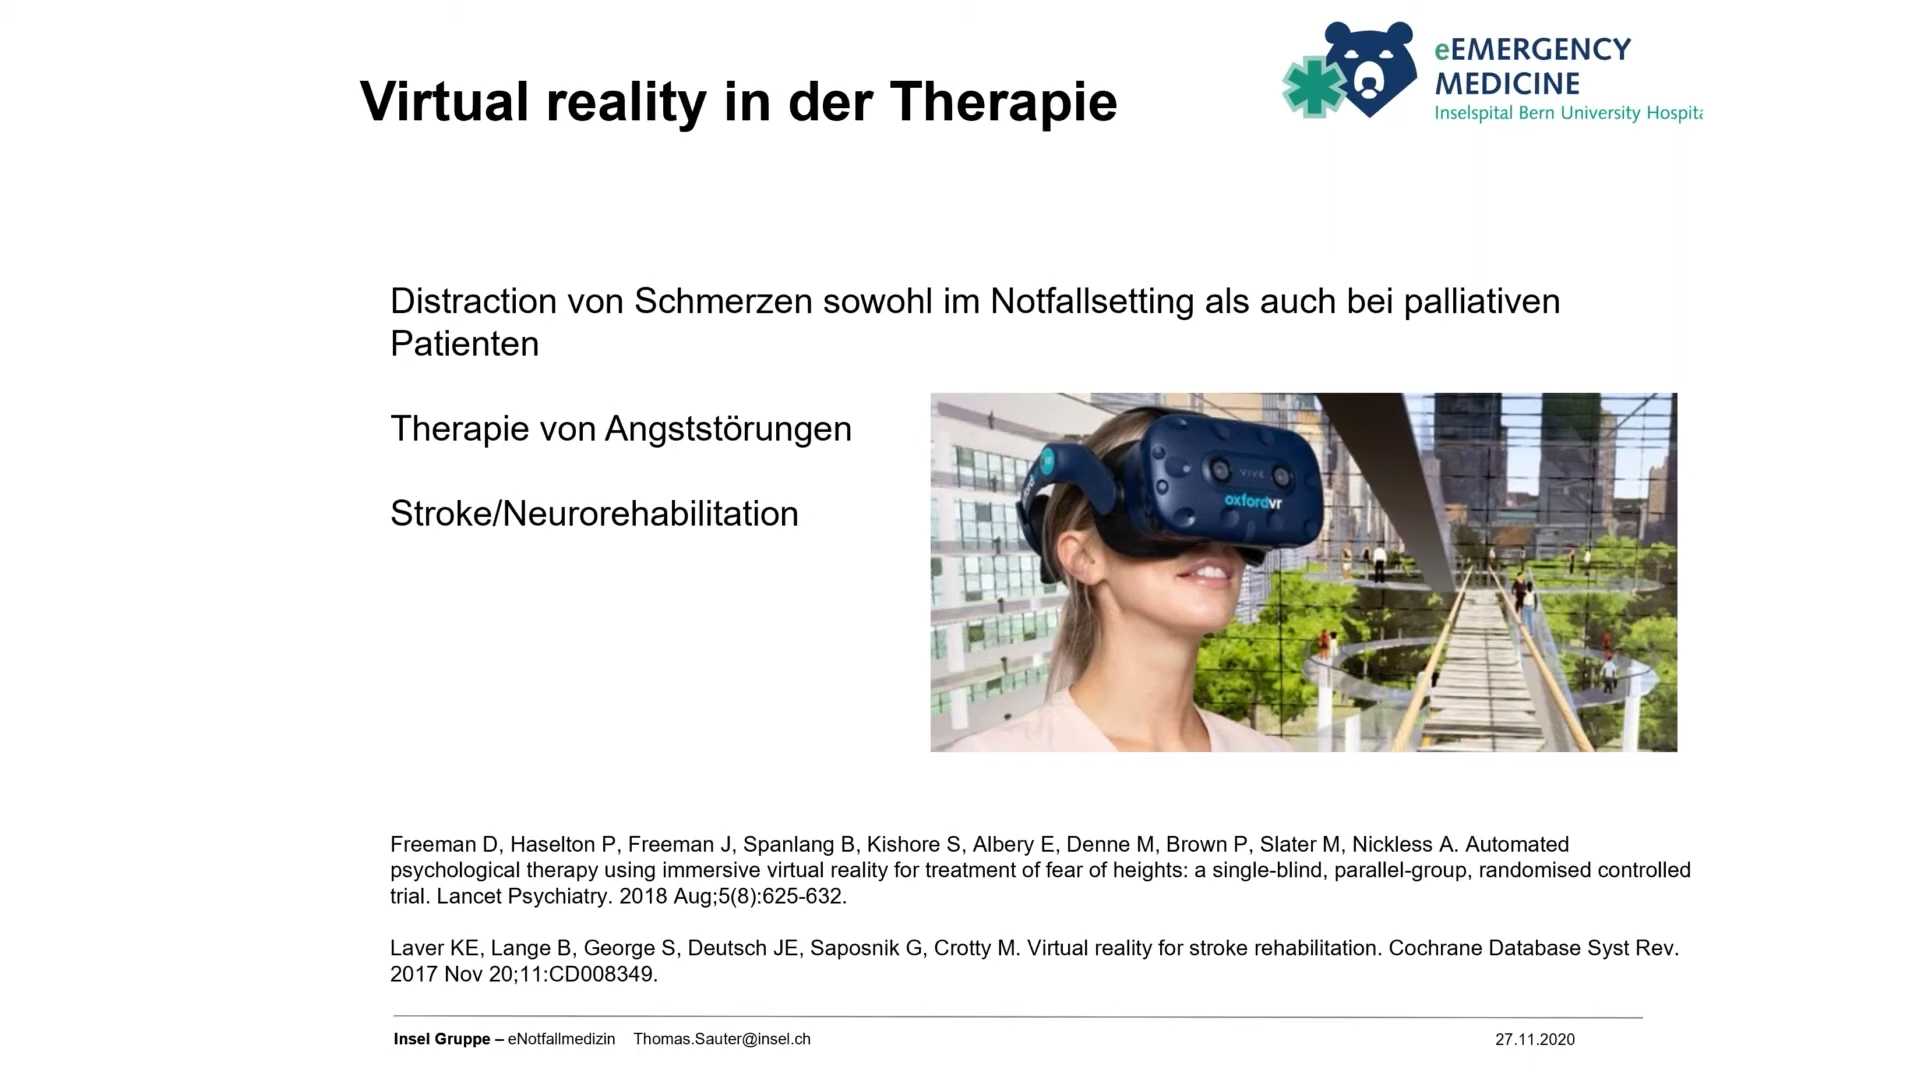 Virtual reality in der Therapie
eEMERGENCY
MEDICINE
Inselspital Bern University Hospita
Distraction von Schmerzen sowohl im Notfallsetting als auch bei palliativen
Patienten
Therapie von Angststörungen
Stroke/Neurorehabilitation
VIVE
oxfordvr
Freeman D, Haselton P, Freeman J, Spanlang B, Kishore S, Albery E, Denne M, Brown P, Slater M, Nickless A. Automated
psychological therapy using immersive virtual reality for treatment of fear of heights: a single-blind, parallel-group, randomised controlled
trial. Lancet Psychiatry. 2018 Aug;5(8):625-632.
Laver KE, Lange B, George S, Deutsch JE, Saposnik G, Crotty M. Virtual reality for stroke rehabilitation. Cochrane Database Syst Rev.
2017 Nov 20;11:CD008349.
Insel Gruppe – eNotfallmedizin Thomas.Sauter@insel.ch 27.11.2020